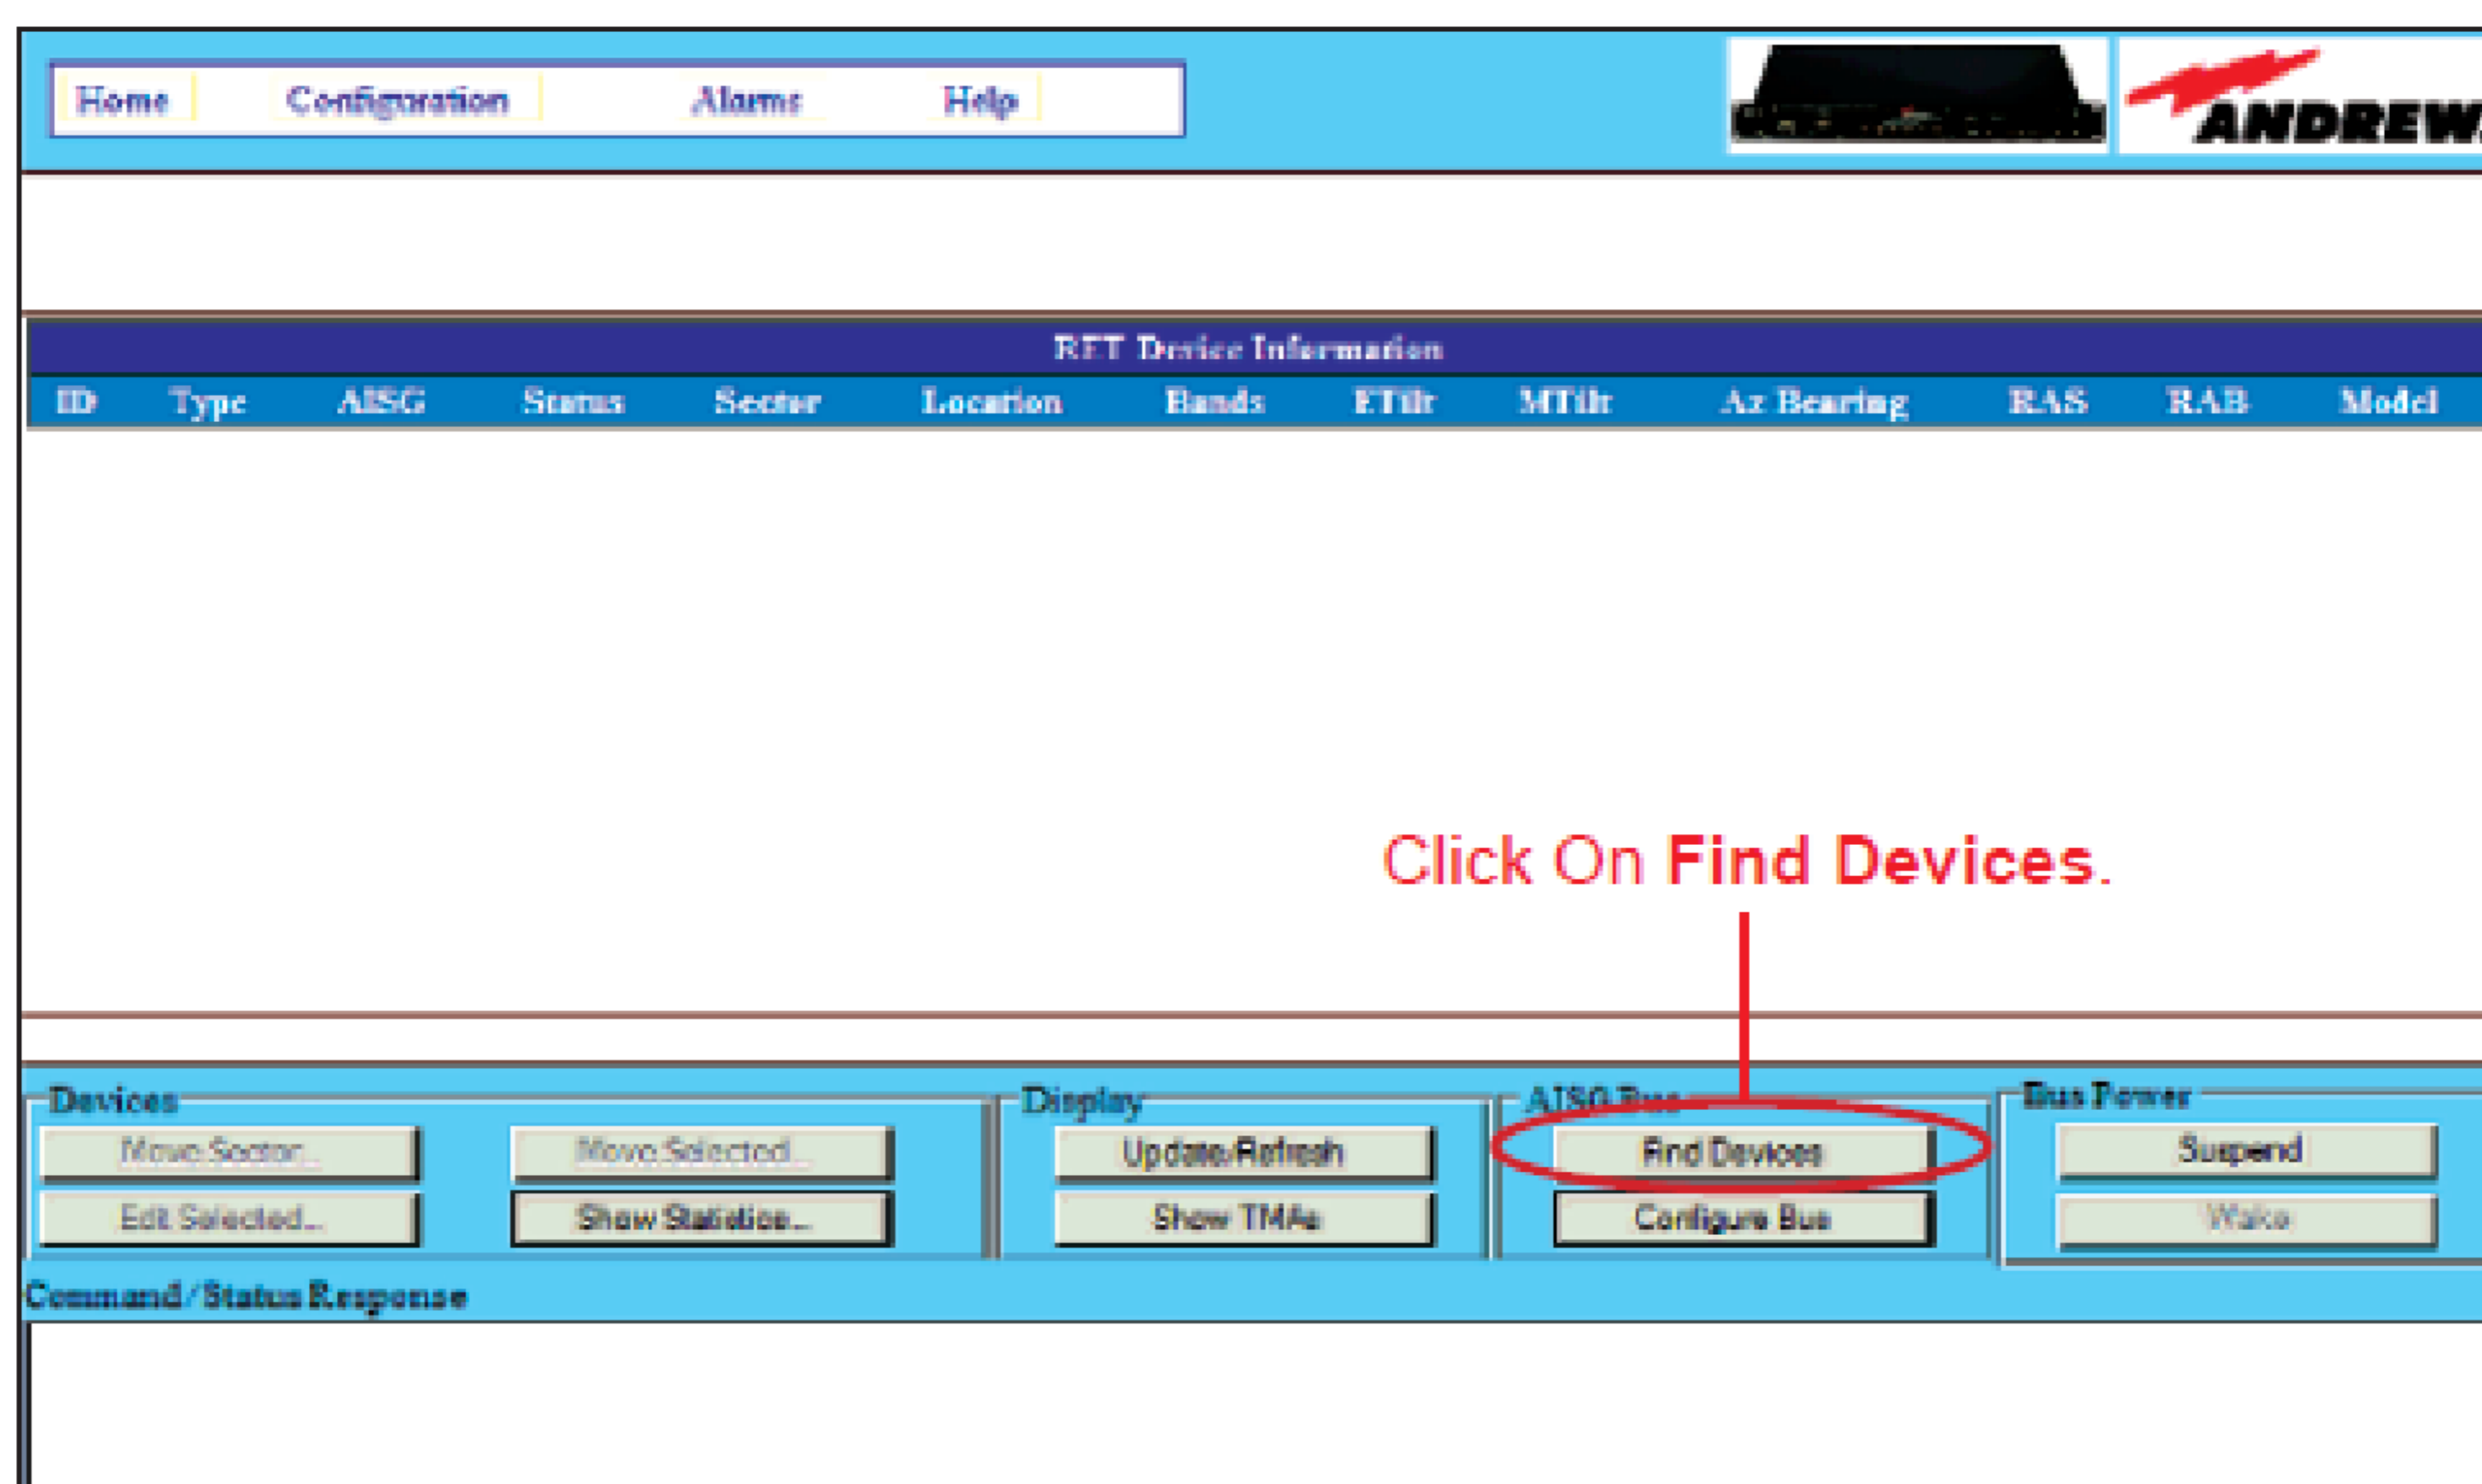 Home Configuration Alarms Help
ANDREW.
RET Device Information
ID Type AISG Status Sector Location Bands ETilt MTilt Az Bearing RAS RAB Model
Click On Find Devices.
Devices Display AISG Bus Bus Power
Move Sector... Move Selected... Update/Refresh Find Devices Suspend
Edit Selected... Show Statistics... Show TMAs Configure Bus Wake
Command/Status Response